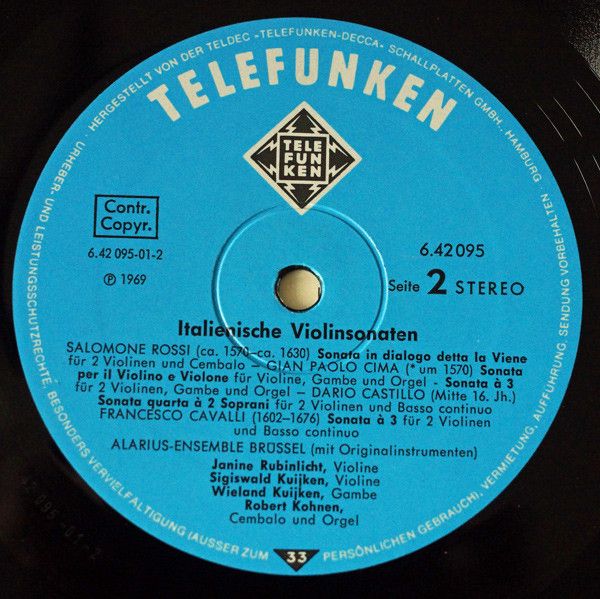 HERGESTELLT VON DER TELDEC »TELEFUNKEN-DECCA« SCHALLPLATTEN GMBH., HAMBURG
URHEBER- UND LEISTUNGSSCHUTZRECHTE, BESONDERS VERVIELFÄLTIGUNG (AUSSER ZUM PERSÖNLICHEN GEBRAUCH), VERMIETUNG, AUFFÜHRUNG, SENDUNG VORBEHALTEN
TELEFUNKEN
TELE
FUN
KEN
Contr.
Copyr.
6.42 095-01-2
℗ 1969
6.42095
Seite 2 STEREO
Italienische Violinsonaten
SALOMONE ROSSI (ca. 1570–ca. 1630) Sonata in dialogo detta la Viene
für 2 Violinen und Cembalo – GIAN PAOLO CIMA (* um 1570) Sonata
per il Violino e Violone für Violine, Gambe und Orgel – Sonata à 3
für 2 Violinen, Gambe und Orgel – DARIO CASTILLO (Mitte 16. Jh.)
Sonata quarta à 2 Soprani für 2 Violinen und Basso continuo
FRANCESCO CAVALLI (1602–1676) Sonata à 3 für 2 Violinen
und Basso continuo
ALARIUS-ENSEMBLE BRÜSSEL (mit Originalinstrumenten)
Janine Rubinlicht, Violine
Sigiswald Kuijken, Violine
Wieland Kuijken, Gambe
Robert Kohnen,
Cembalo und Orgel
33